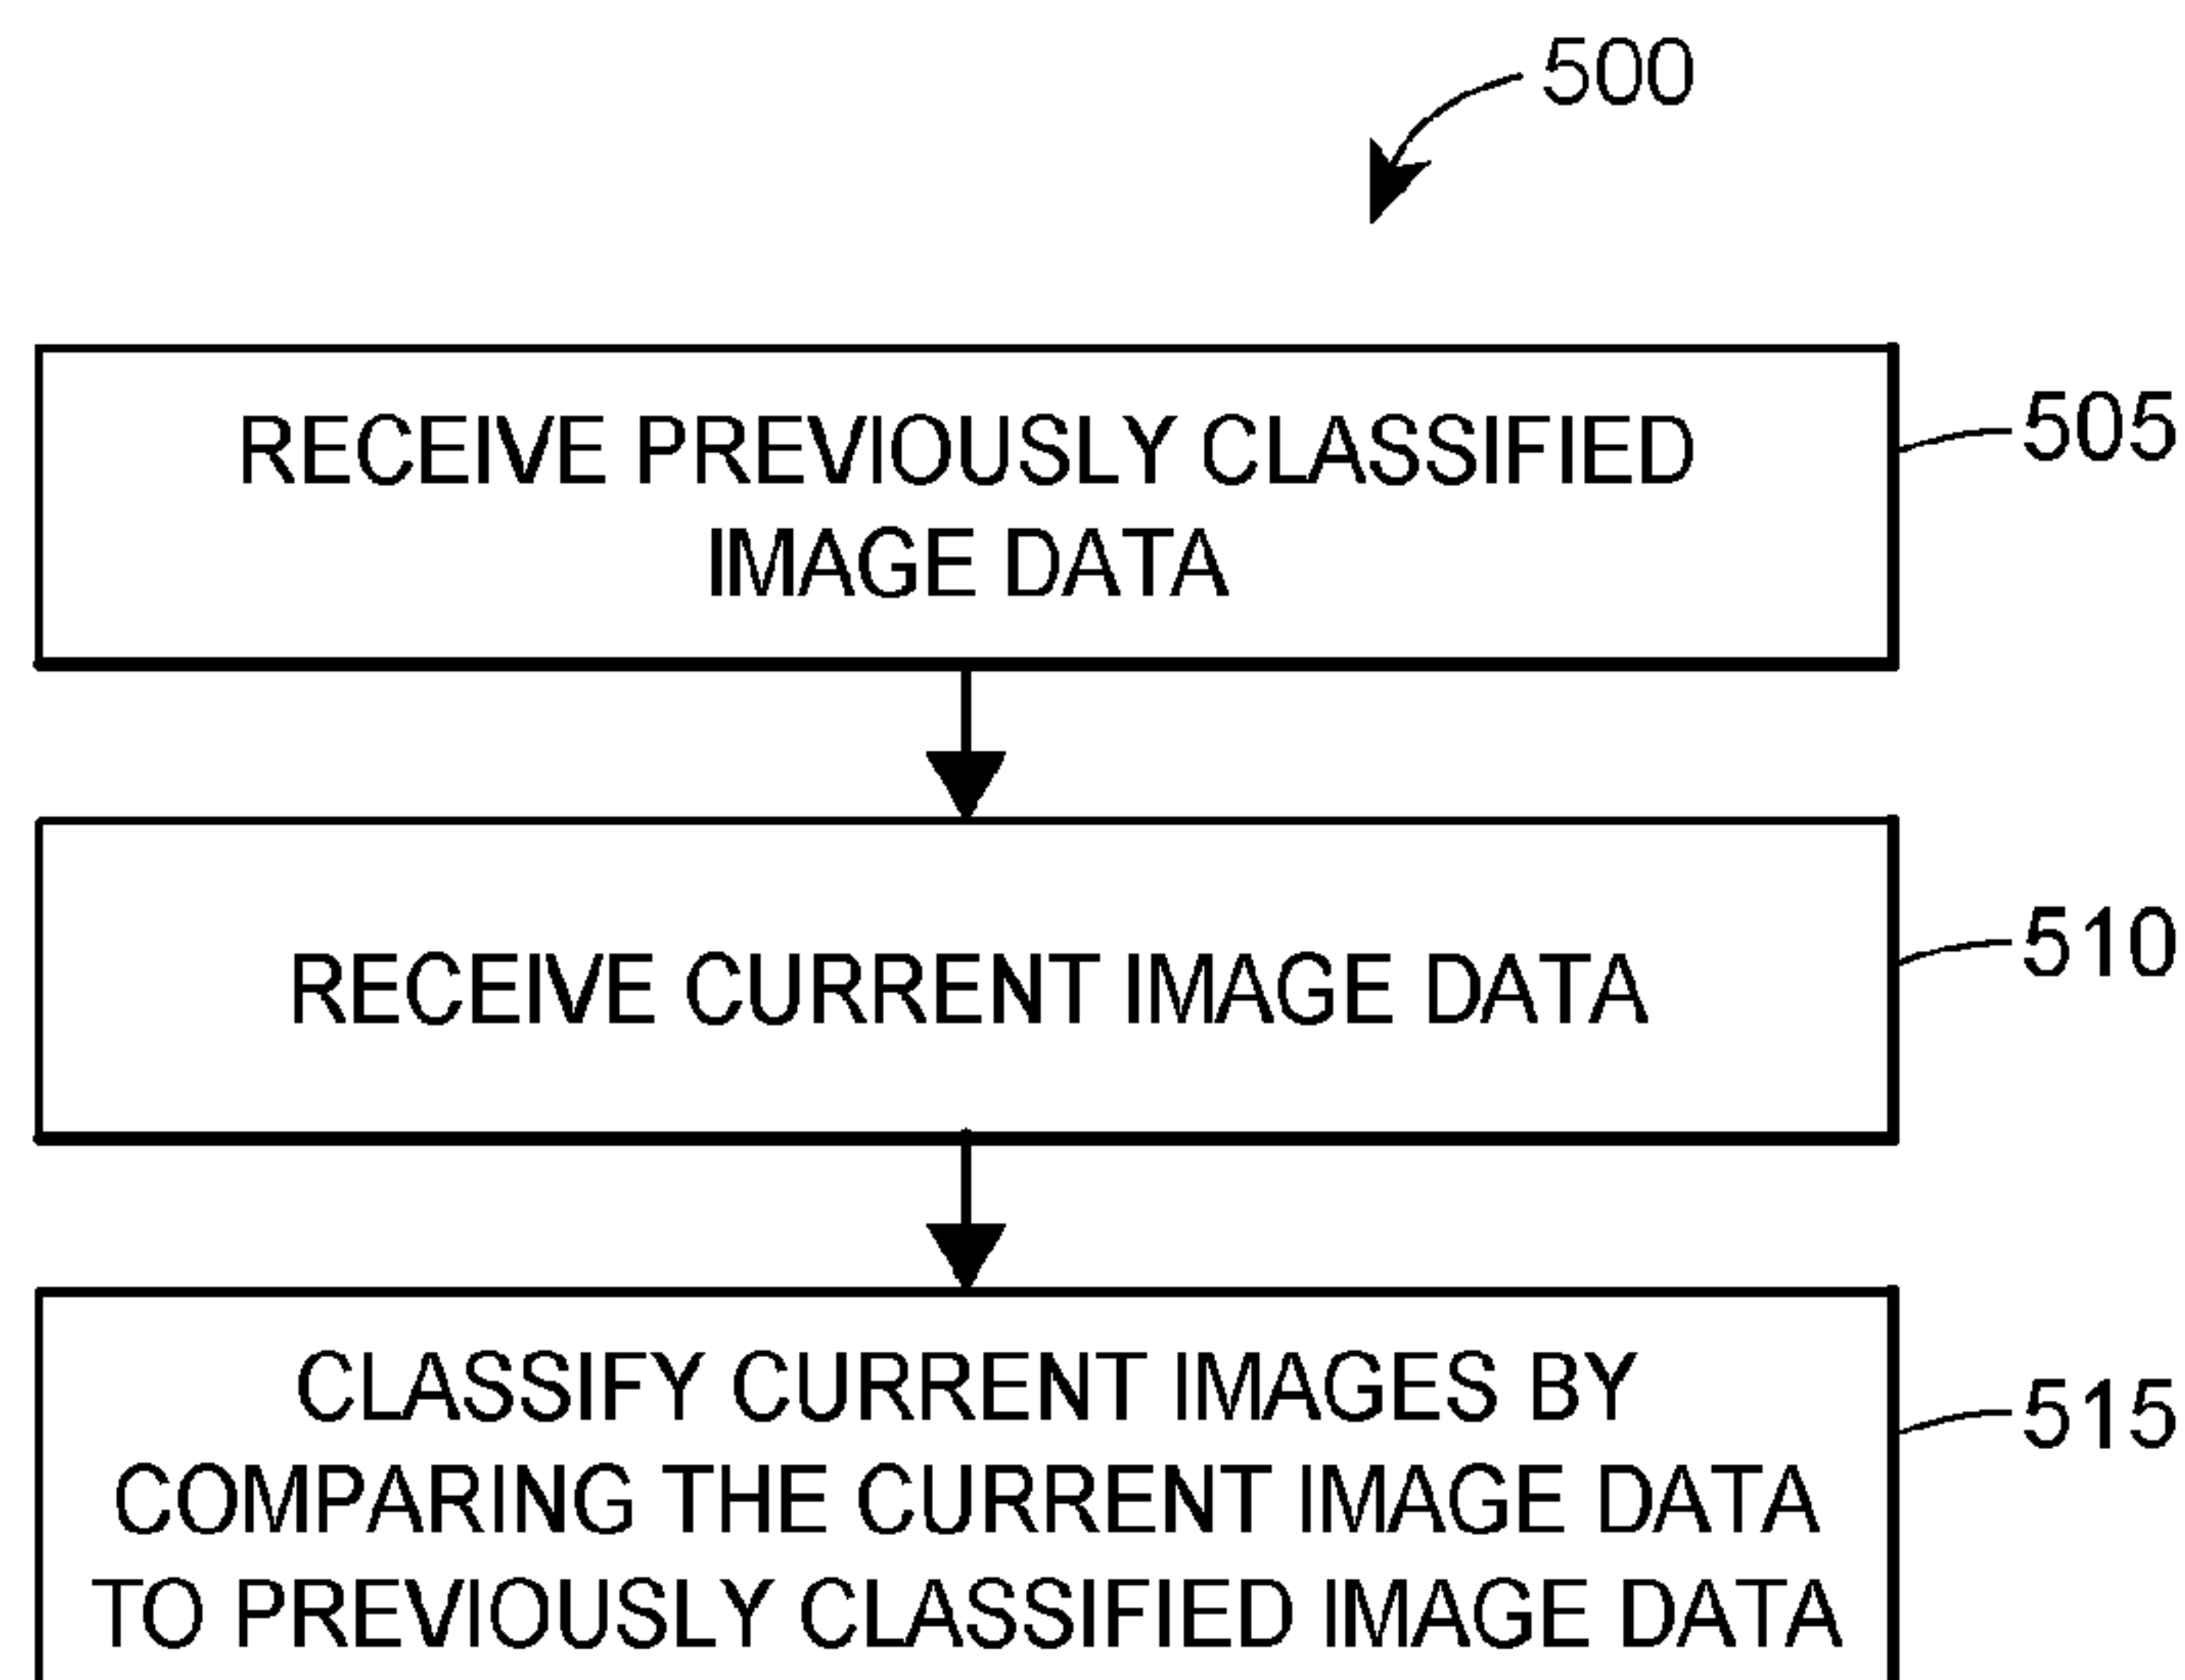 500
RECEIVE PREVIOUSLY CLASSIFIED
IMAGE DATA
505
RECEIVE CURRENT IMAGE DATA
510
CLASSIFY CURRENT IMAGES BY
COMPARING THE CURRENT IMAGE DATA
TO PREVIOUSLY CLASSIFIED IMAGE DATA
515